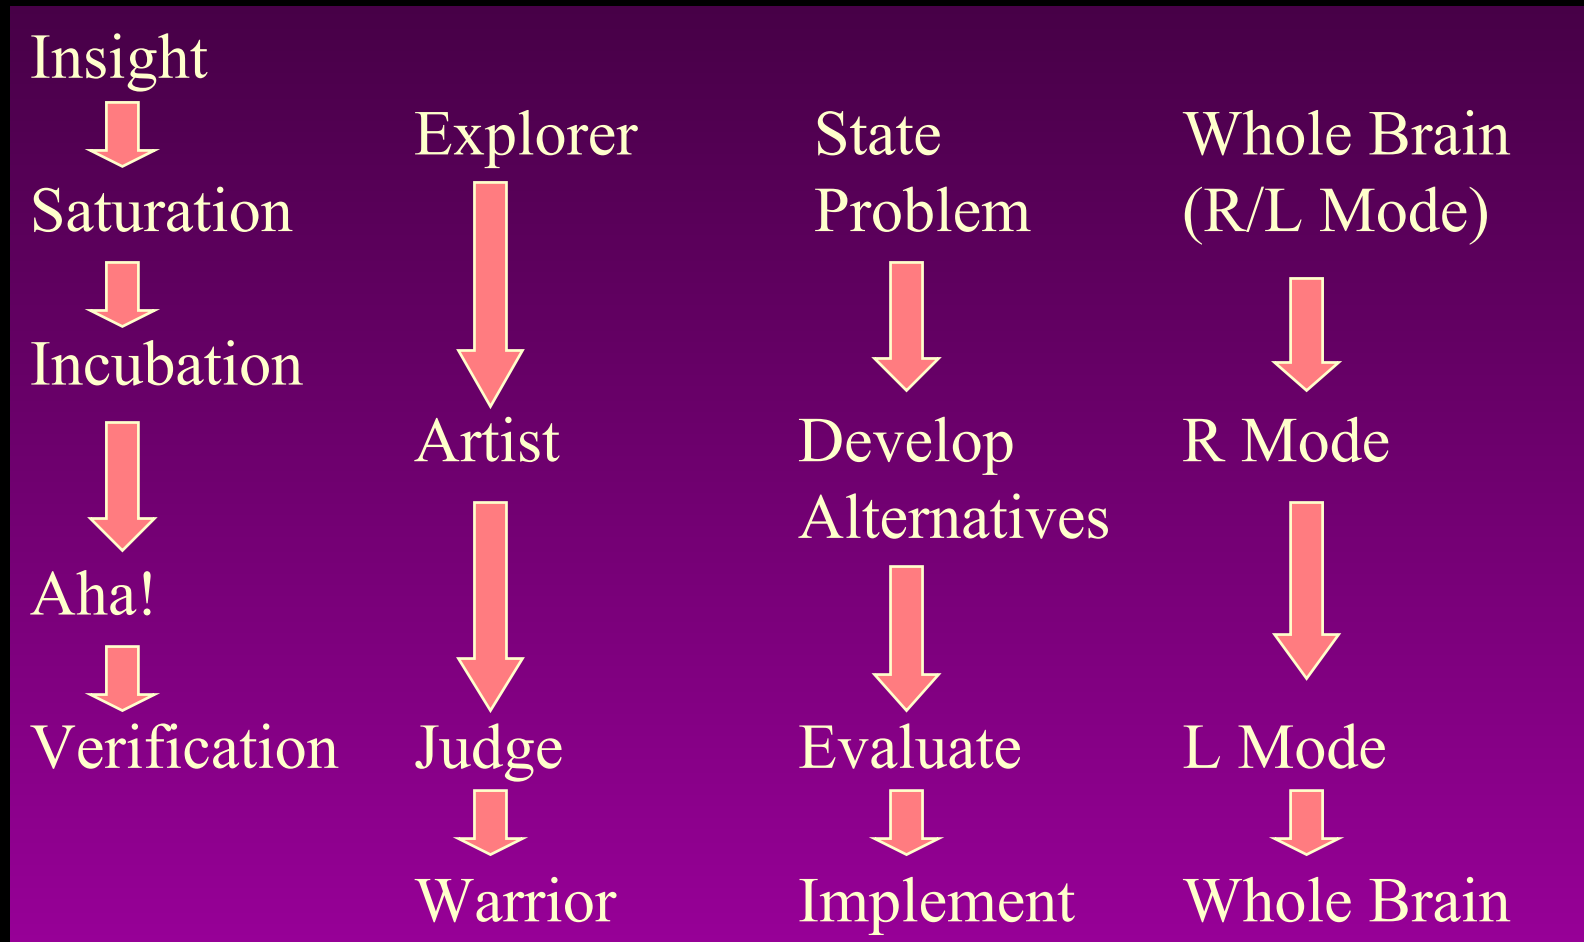 Insight
Saturation
Incubation
Aha!
Verification
Explorer
Artist
Judge
Warrior
State
Problem
Develop
Alternatives
Evaluate
Implement
Whole Brain
(R/L Mode)
R Mode
L Mode
Whole Brain